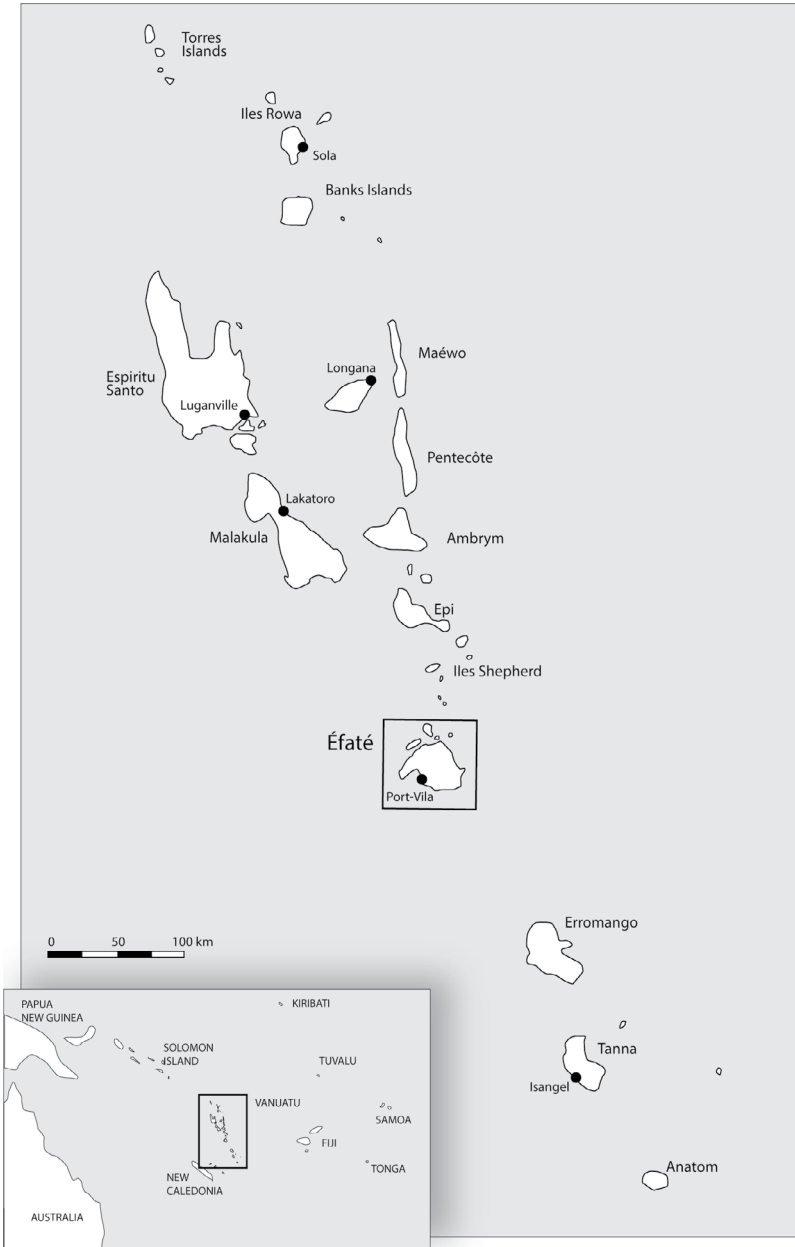 Torres
Islands
Iles Rowa
Sola
Banks Islands
Maéwo
Longana
Espiritu
Santo
Luganville
Pentecôte
Lakatoro
Malakula
Ambrym
Epi
Iles Shepherd
Éfaté
Port-Vila
Erromango
0 50 100 km
Tanna
Isangel
Anatom
PAPUA
NEW GUINEA
KIRIBATI
SOLOMON
ISLAND
TUVALU
VANUATU
SAMOA
FIJI
TONGA
NEW
CALEDONIA
AUSTRALIA